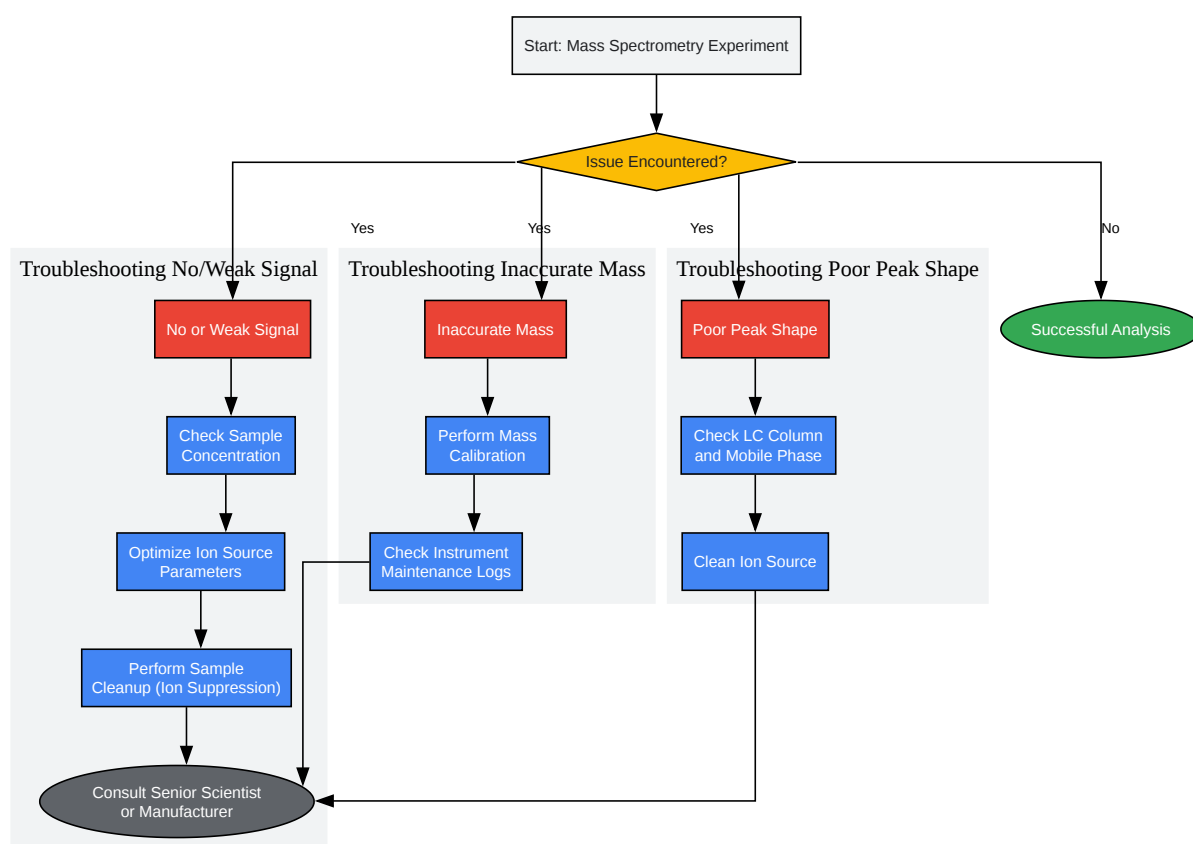 Start: Mass Spectrometry Experiment
Issue Encountered?
Yes
Yes
Yes
No
Troubleshooting No/Weak Signal
Troubleshooting Inaccurate Mass
Troubleshooting Poor Peak Shape
No or Weak Signal
Inaccurate Mass
Poor Peak Shape
Successful Analysis
Check Sample
Concentration
Perform Mass
Calibration
Check LC Column
and Mobile Phase
Optimize Ion Source
Parameters
Check Instrument
Maintenance Logs
Clean Ion Source
Perform Sample
Cleanup (Ion Suppression)
Consult Senior Scientist
or Manufacturer